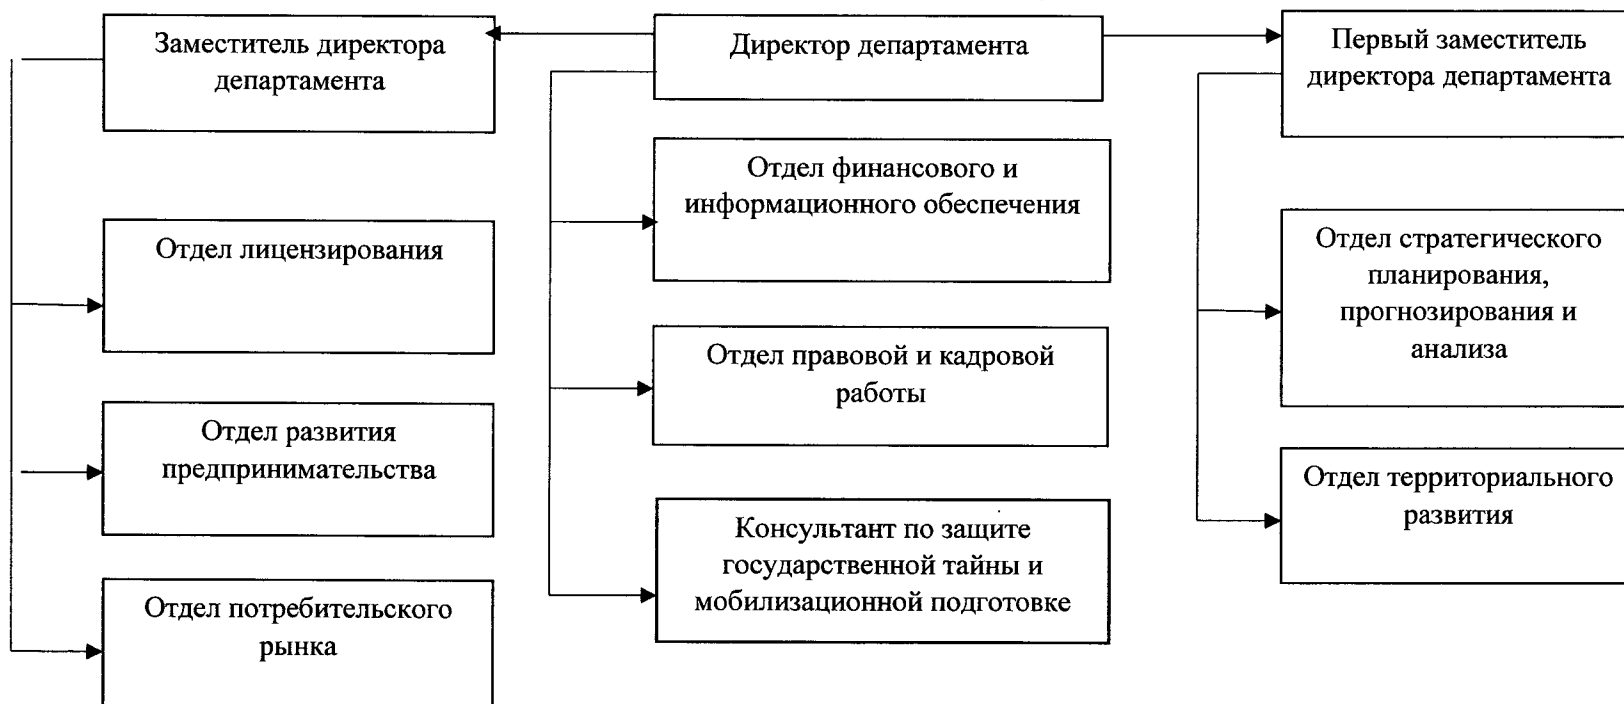 Заместитель директора
департамента
Директор департамента
Первый заместитель
директора департамента
Отдел лицензирования
Отдел развития
предпринимательства
Отдел потребительского
рынка
Отдел финансового и
информационного обеспечения
Отдел правовой и кадровой
работы
Консультант по защите
государственной тайны и
мобилизационной подготовке
Отдел стратегического
планирования,
прогнозирования и
анализа
Отдел территориального
развития